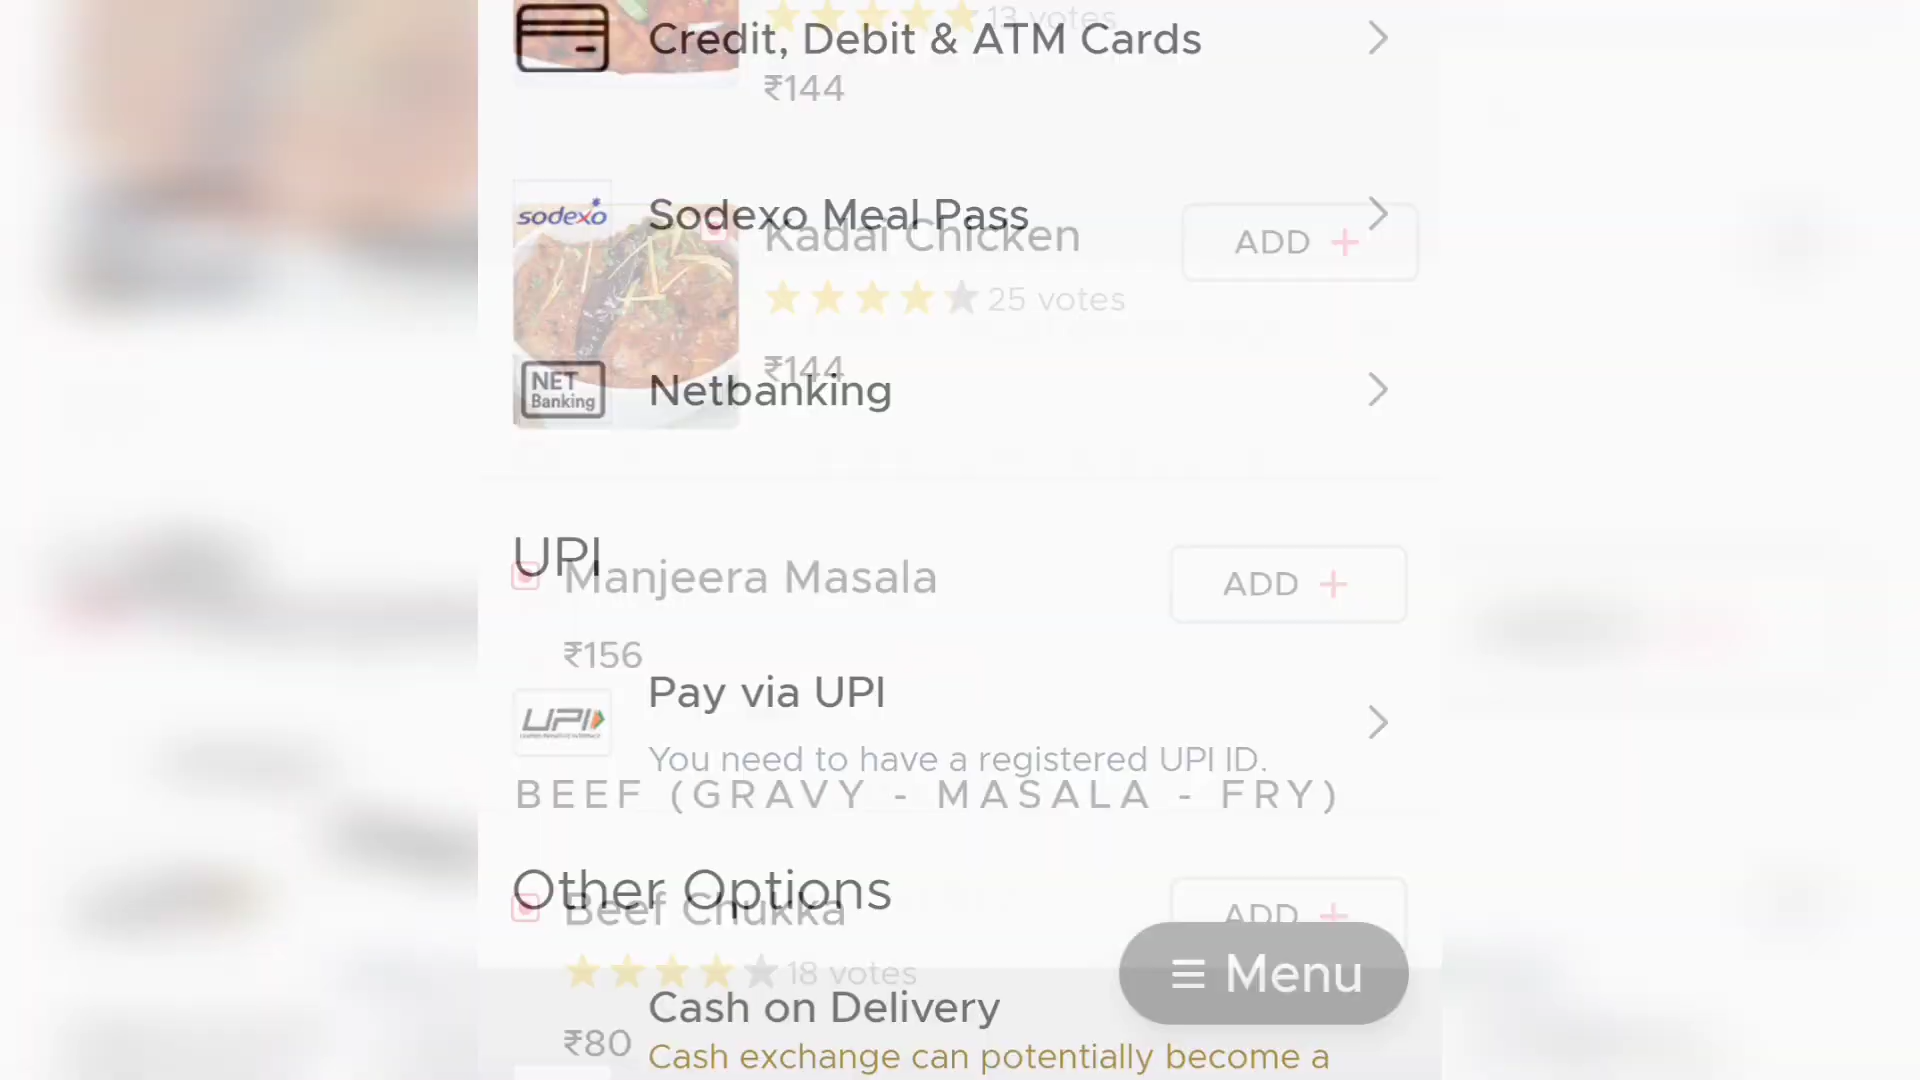 13 votes
Credit, Debit & ATM Cards
₹144
sodexo
Sodexo Meal Pass
Kadai Chicken
ADD +
25 votes
₹144
NET
Banking
Netbanking
UPI
Manjeera Masala
ADD +
₹156
Pay via UPI
UPI
You need to have a registered UPI ID.
BEEF (GRAVY - MASALA - FRY)
Other Options
Beef Chukka
ADD +
18 votes
Menu
Cash on Delivery
₹80
Cash exchange can potentially become a